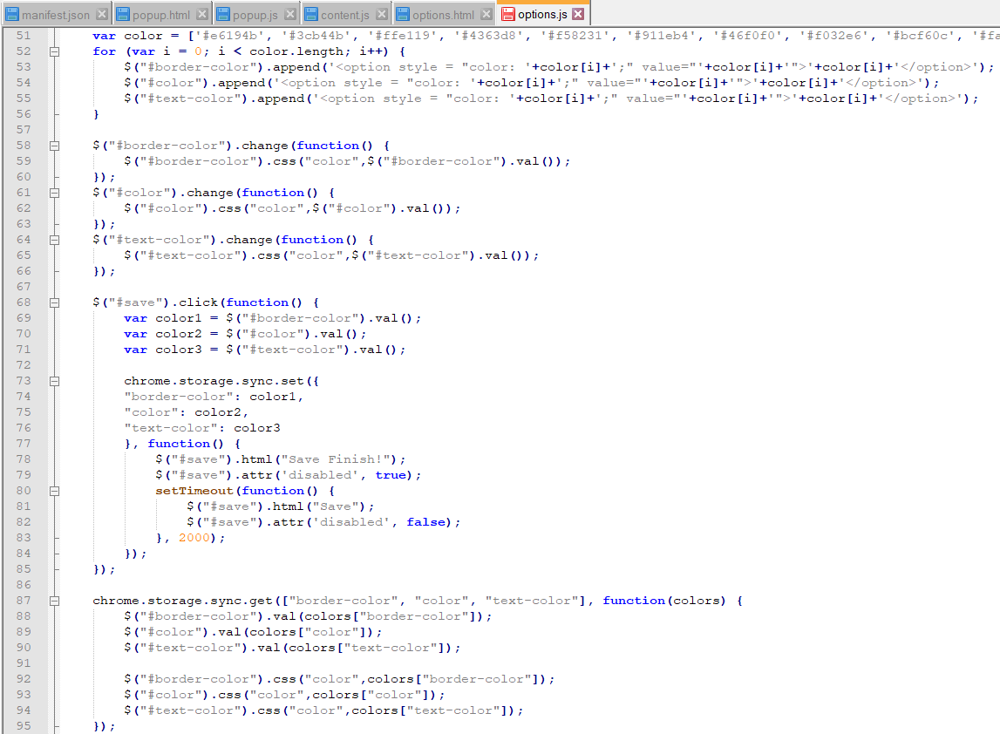 manifest.json popup.html popup.js content.js options.html options.js
51 var color = ['#e6194b', '#3cb44b', '#ffe119', '#4363d8', '#f58231', '#911eb4', '#46f0f0', '#f032e6', '#bcf60c', '#fa
52 for (var i = 0; i < color.length; i++) {
53 $("#border-color").append('<option style = "color: '+color[i]+';" value="'+color[i]+'">'+color[i]+'</option>');
54 $("#color").append('<option style = "color: '+color[i]+';" value="'+color[i]+'">'+color[i]+'</option>');
55 $("#text-color").append('<option style = "color: '+color[i]+';" value="'+color[i]+'">'+color[i]+'</option>');
56 }
57
58 $("#border-color").change(function() {
59 $("#border-color").css("color",$("#border-color").val());
60 });
61 $("#color").change(function() {
62 $("#color").css("color",$("#color").val());
63 });
64 $("#text-color").change(function() {
65 $("#text-color").css("color",$("#text-color").val());
66 });
67
68 $("#save").click(function() {
69 var color1 = $("#border-color").val();
70 var color2 = $("#color").val();
71 var color3 = $("#text-color").val();
72
73 chrome.storage.sync.set({
74 "border-color": color1,
75 "color": color2,
76 "text-color": color3
77 }, function() {
78 $("#save").html("Save Finish!");
79 $("#save").attr('disabled', true);
80 setTimeout(function() {
81 $("#save").html("Save");
82 $("#save").attr('disabled', false);
83 }, 2000);
84 });
85 });
86
87 chrome.storage.sync.get(["border-color", "color", "text-color"], function(colors) {
88 $("#border-color").val(colors["border-color"]);
89 $("#color").val(colors["color"]);
90 $("#text-color").val(colors["text-color"]);
91
92 $("#border-color").css("color",colors["border-color"]);
93 $("#color").css("color",colors["color"]);
94 $("#text-color").css("color",colors["text-color"]);
95 });